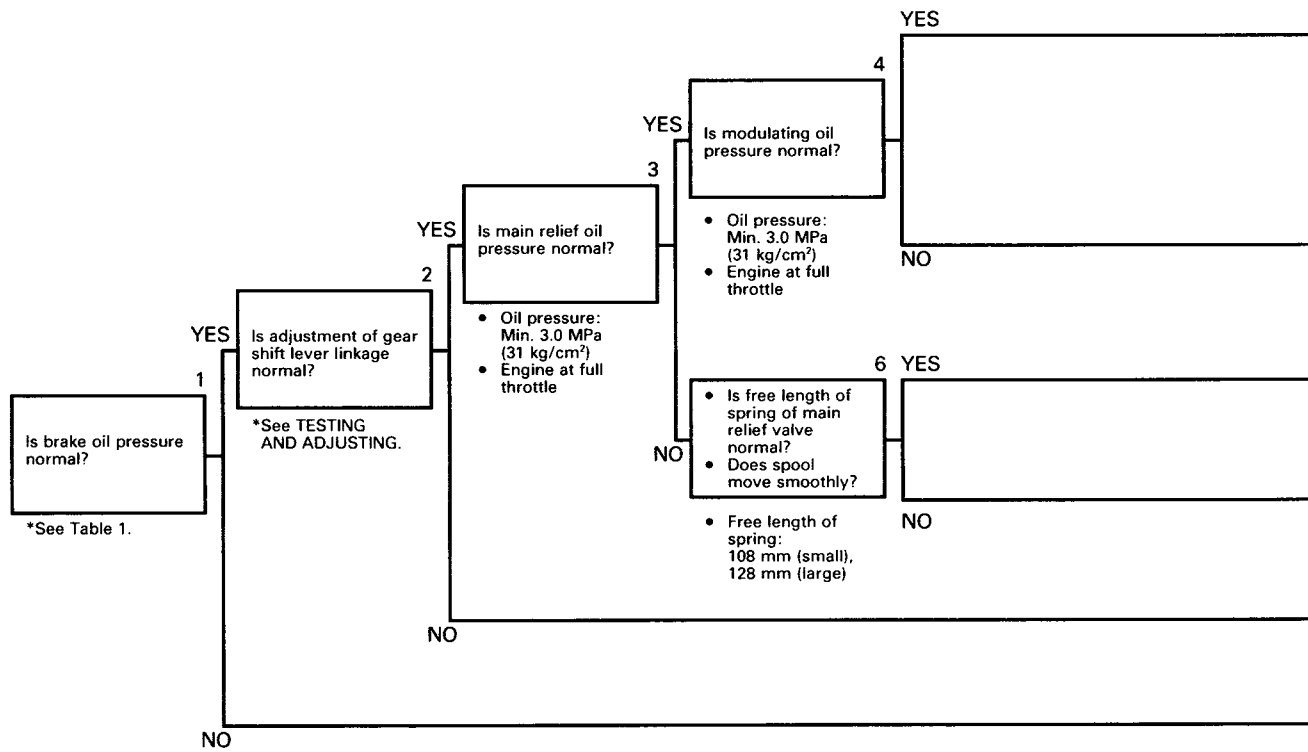 1
Is brake oil pressure
normal?
*See Table 1.
YES
NO
2
Is adjustment of gear
shift lever linkage
normal?
*See TESTING
AND ADJUSTING.
YES
NO
3
Is main relief oil
pressure normal?
• Oil pressure:
Min. 3.0 MPa
(31 kg/cm²)
• Engine at full
throttle
YES
NO
4
Is modulating oil
pressure normal?
• Oil pressure:
Min. 3.0 MPa
(31 kg/cm²)
• Engine at full
throttle
YES
NO
6
• Is free length of
spring of main
relief valve
normal?
• Does spool
move smoothly?
• Free length of
spring:
108 mm (small),
128 mm (large)
YES
NO